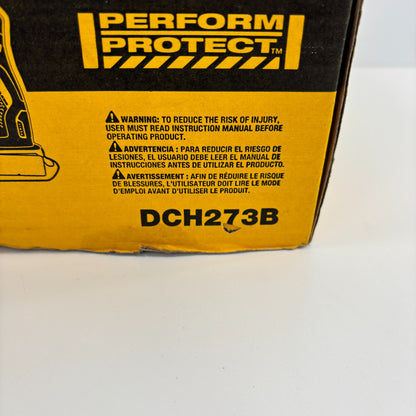 PERFORM
PROTECT™
WARNING: TO REDUCE THE RISK OF INJURY,
USER MUST READ INSTRUCTION MANUAL BEFORE
OPERATING PRODUCT.
ADVERTENCIA : PARA REDUCIR EL RIESGO DE
LESIONES, EL USUARIO DEBE LEER EL MANUAL DE
INSTRUCCIONES ANTES DE UTILIZAR EL PRODUCTO.
AVERTISSEMENT : AFIN DE RÉDUIRE LE RISQUE
DE BLESSURES, L'UTILISATEUR DOIT LIRE LE MODE
D'EMPLOI AVANT D'UTILISER LE PRODUIT.
DCH273B